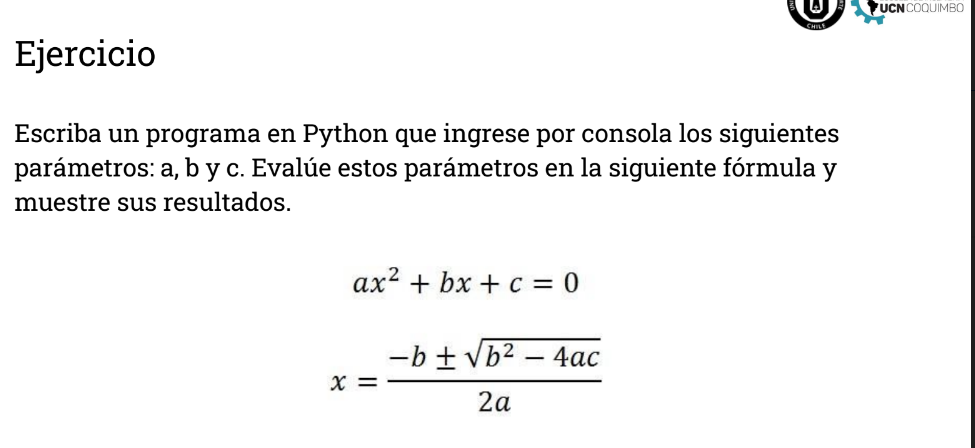 CHILE
UCN COQUIMBO
Ejercicio
Escriba un programa en Python que ingrese por consola los siguientes
parámetros: a, b y c. Evalúe estos parámetros en la siguiente fórmula y
muestre sus resultados.
ax² + bx + c = 0
x = (-b ± √(b² − 4ac)) / 2a